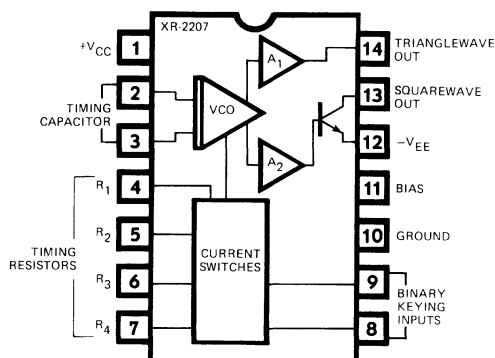 XR-2207
+VCC
1
2
3
TIMING
CAPACITOR
R1
4
R2
5
R3
6
R4
7
TIMING
RESISTORS
VCO
A1
A2
CURRENT
SWITCHES
14
TRIANGLEWAVE
OUT
13
SQUAREWAVE
OUT
12
-VEE
11
BIAS
10
GROUND
9
8
BINARY
KEYING
INPUTS